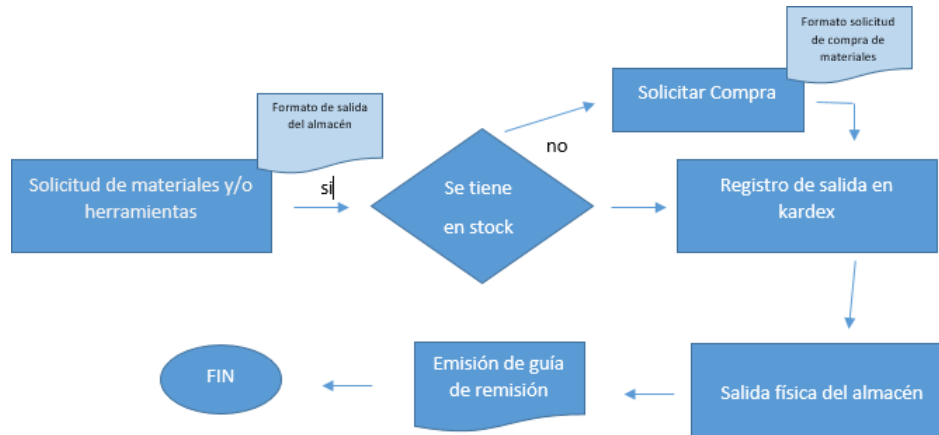 Formato solicitud
de compra de
materiales
Solicitar Compra
Formato de salida
del almacén
no
Solicitud de materiales y/o
herramientas
si
Se tiene
en stock
Registro de salida en
kardex
FIN
Emisión de guía
de remisión
Salida física del almacén